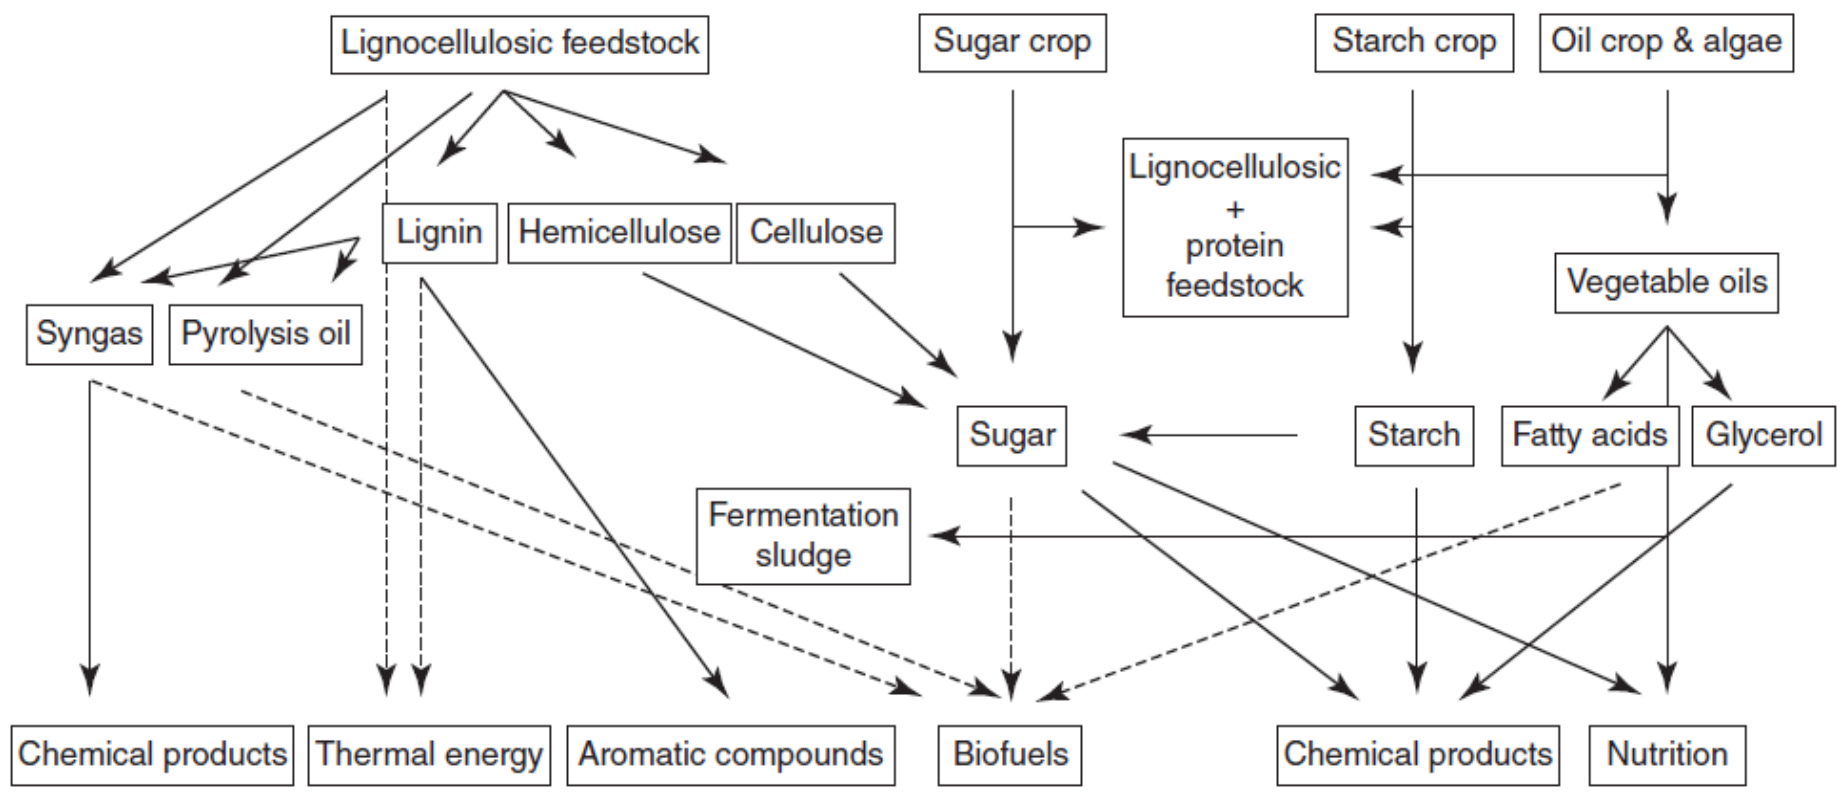 Lignocellulosic feedstock
Sugar crop
Starch crop
Oil crop & algae
Lignocellulosic
+
protein
feedstock
Lignin
Hemicellulose
Cellulose
Vegetable oils
Syngas
Pyrolysis oil
Sugar
Starch
Fatty acids
Glycerol
Fermentation
sludge
Chemical products
Thermal energy
Aromatic compounds
Biofuels
Chemical products
Nutrition